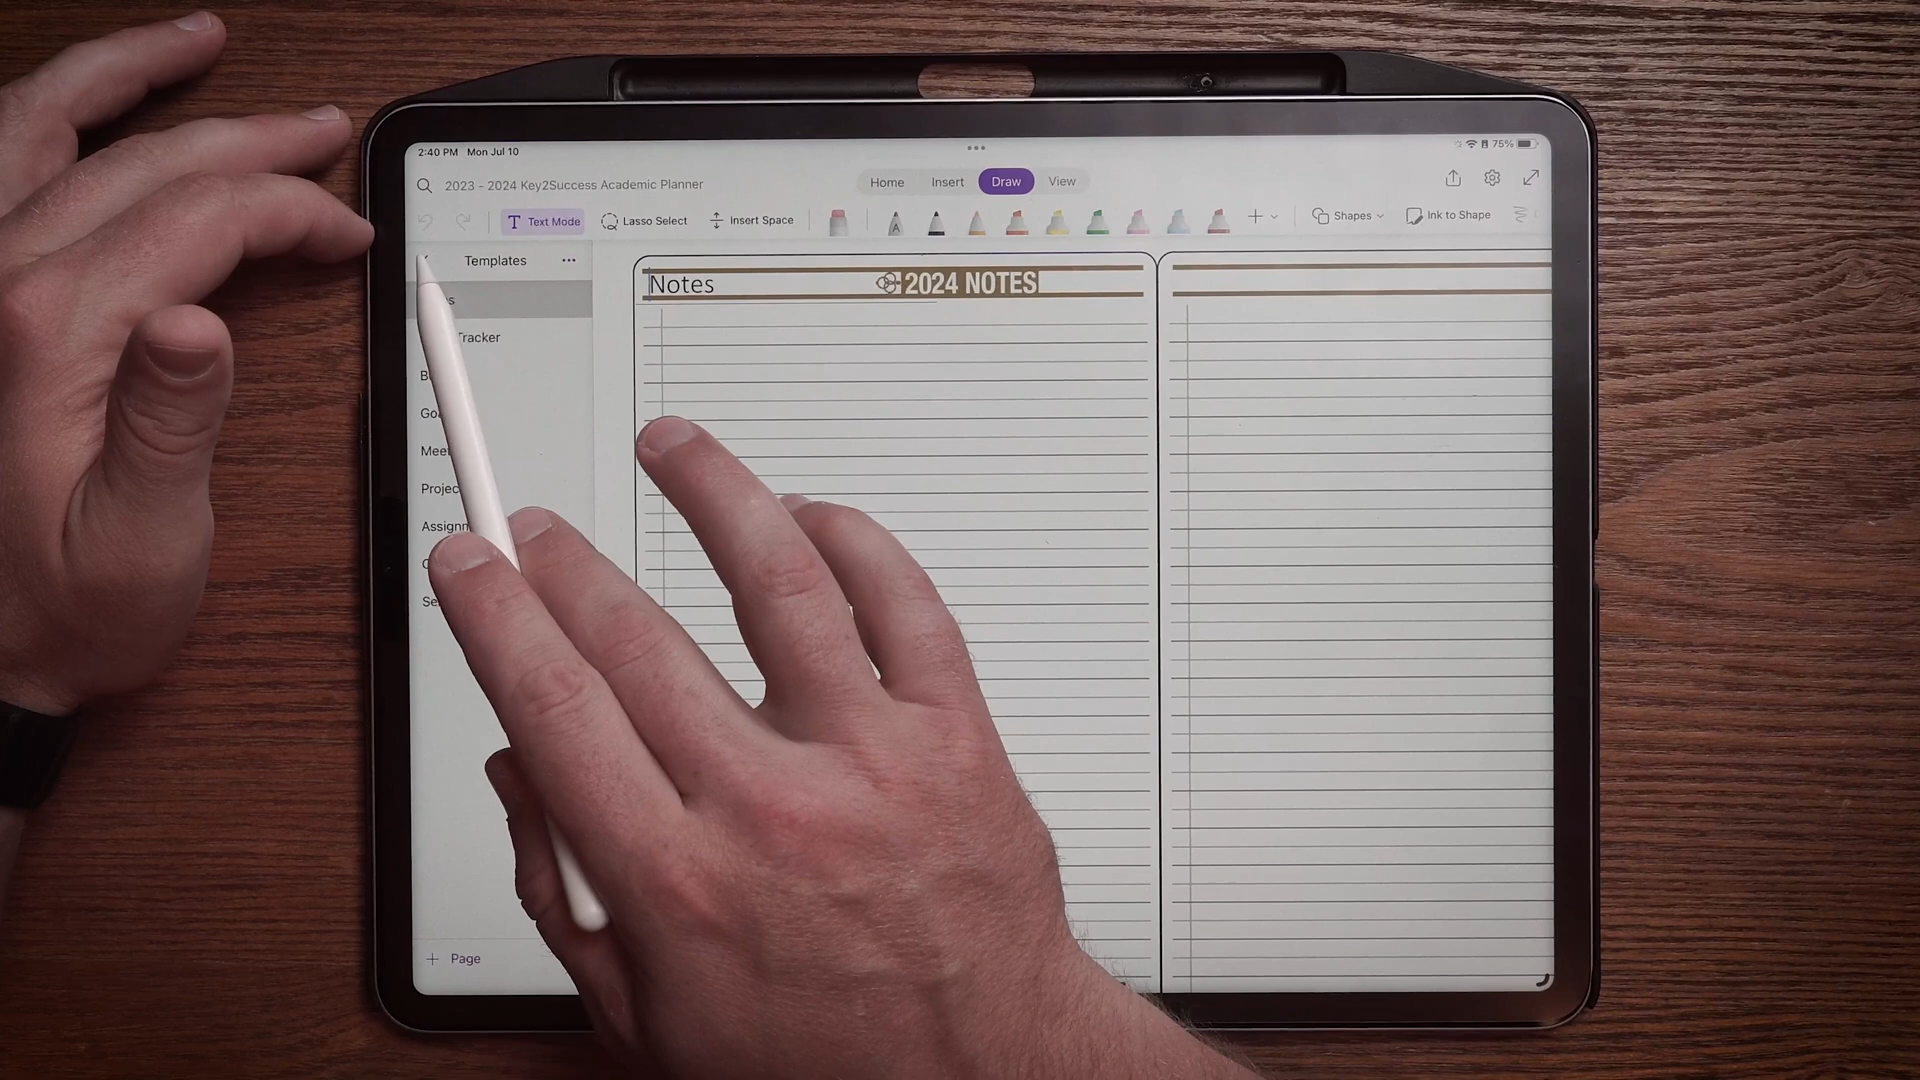 2:40 PM Mon Jul 10
75%
2023 - 2024 Key2Success Academic Planner
Home Insert Draw View
Text Mode Lasso Select Insert Space
A
Shapes Ink to Shape
Templates
Notes 2024 NOTES
Tracker
Page